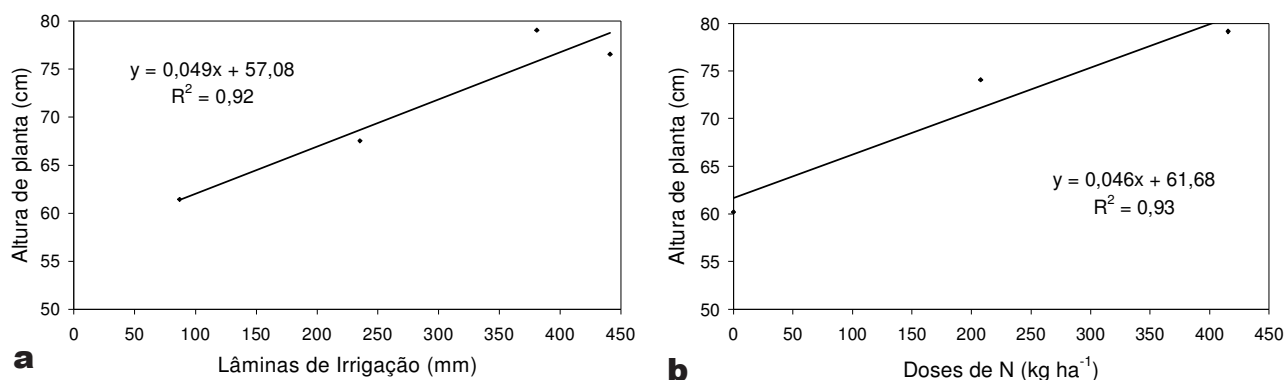 80
75
70
65
60
55
50
Altura de planta (cm)
y = 0,049x + 57,08
R² = 0,92
0 50 100 150 200 250 300 350 400 450
Lâminas de Irrigação (mm)
a
80
75
70
65
60
55
50
Altura de planta (cm)
y = 0,046x + 61,68
R² = 0,93
0 50 100 150 200 250 300 350 400 450
Doses de N (kg ha⁻¹)
b